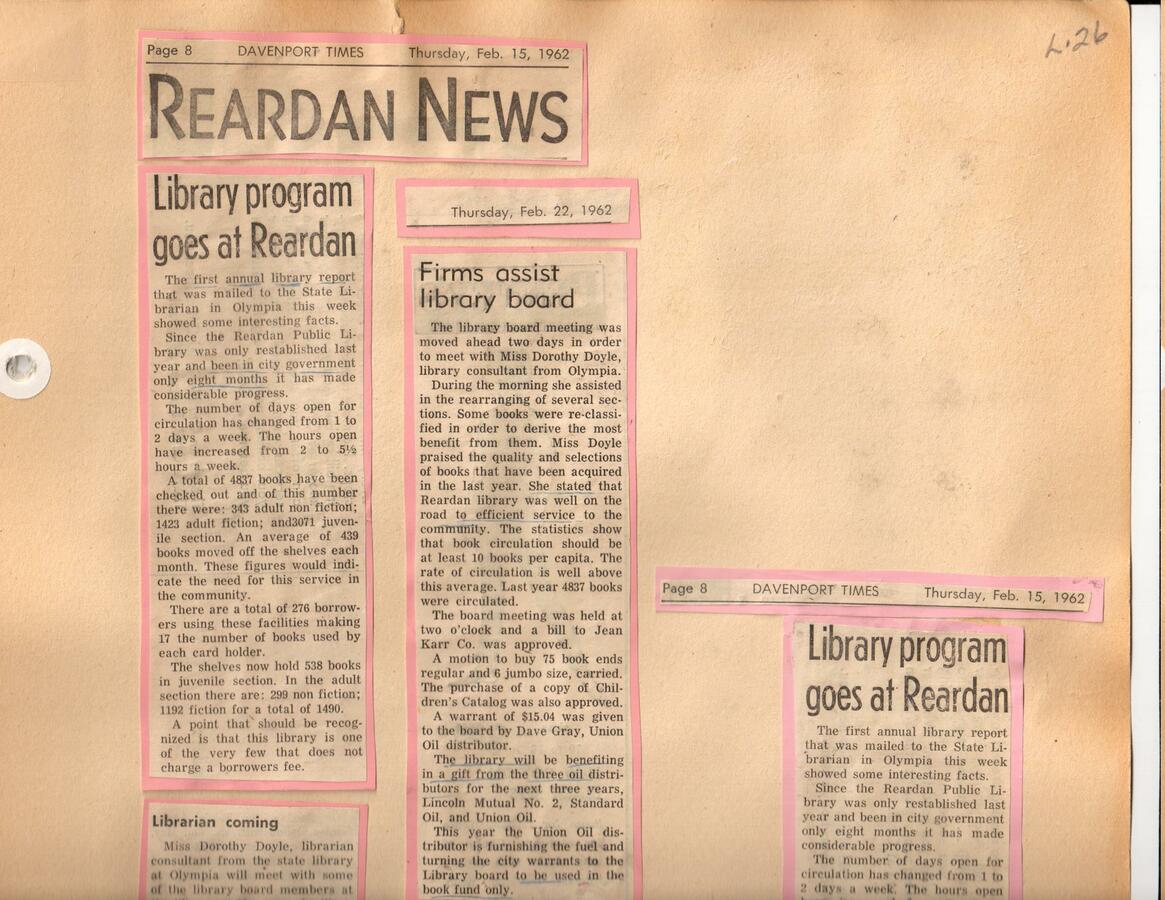 L.26
Page 8 DAVENPORT TIMES Thursday, Feb. 15, 1962
REARDAN NEWS
Library program
goes at Reardan
The first annual library report
that was mailed to the State Li-
brarian in Olympia this week
showed some interesting facts.
Since the Reardan Public Li-
brary was only restablished last
year and been in city government
only eight months it has made
considerable progress.
The number of days open for
circulation has changed from 1 to
2 days a week. The hours open
have increased from 2 to 5½
hours a week.
A total of 4837 books have been
checked out and of this number
there were: 343 adult non fiction;
1423 adult fiction; and3071 juven-
ile section. An average of 439
books moved off the shelves each
month. These figures would indi-
cate the need for this service in
the community.
There are a total of 276 borrow-
ers using these facilities making
17 the number of books used by
each card holder.
The shelves now hold 538 books
in juvenile section. In the adult
section there are: 299 non fiction;
1192 fiction for a total of 1490.
A point that should be recog-
nized is that this library is one
of the very few that does not
charge a borrowers fee.
Librarian coming
Miss Dorothy Doyle, librarian
consultant from the state library
at Olympia will meet with some
of the library board members at
Thursday, Feb. 22, 1962
Firms assist
library board
The library board meeting was
moved ahead two days in order
to meet with Miss Dorothy Doyle,
library consultant from Olympia.
During the morning she assisted
in the rearranging of several sec-
tions. Some books were re-classi-
fied in order to derive the most
benefit from them. Miss Doyle
praised the quality and selections
of books that have been acquired
in the last year. She stated that
Reardan library was well on the
road to efficient service to the
community. The statistics show
that book circulation should be
at least 10 books per capita. The
rate of circulation is well above
this average. Last year 4837 books
were circulated.
The board meeting was held at
two o'clock and a bill to Jean
Karr Co. was approved.
A motion to buy 75 book ends
regular and 6 jumbo size, carried.
The purchase of a copy of Chil-
dren's Catalog was also approved.
A warrant of $15.04 was given
to the board by Dave Gray, Union
Oil distributor.
The library will be benefiting
in a gift from the three oil distri-
butors for the next three years,
Lincoln Mutual No. 2, Standard
Oil, and Union Oil.
This year the Union Oil dis-
tributor is furnishing the fuel and
turning the city warrants to the
Library board to be used in the
book fund only.
Page 8 DAVENPORT TIMES Thursday, Feb. 15, 1962
Library program
goes at Reardan
The first annual library report
that was mailed to the State Li-
brarian in Olympia this week
showed some interesting facts.
Since the Reardan Public Li-
brary was only restablished last
year and been in city government
only eight months it has made
considerable progress.
The number of days open for
circulation has changed from 1 to
2 days a week. The hours open